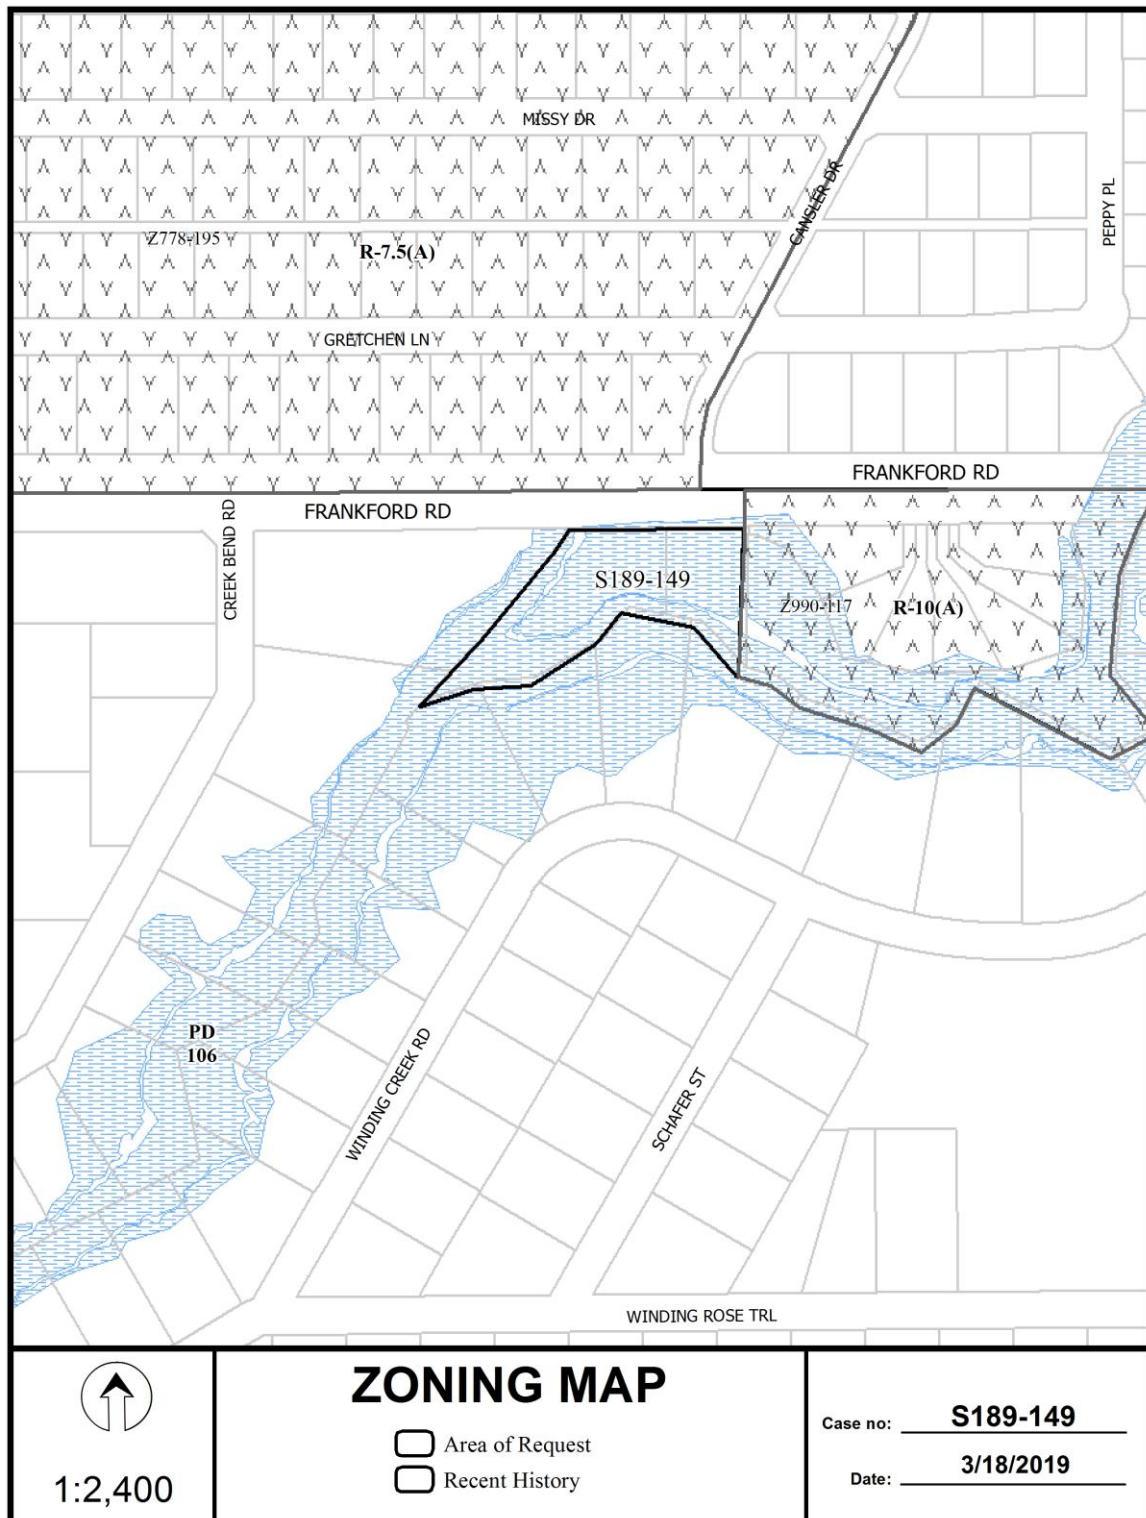 MISSY DR
CANSLER DR
PEPPY PL
Z778-195
R-7.5(A)
GRETCHEN LN
FRANKFORD RD
FRANKFORD RD
CREEK BEND RD
S189-149
Z990-117
R-10(A)
PD
106
WINDING CREEK RD
SCHAFER ST
WINDING ROSE TRL
1:2,400
ZONING MAP
Area of Request
Recent History
Case no: S189-149
Date: 3/18/2019